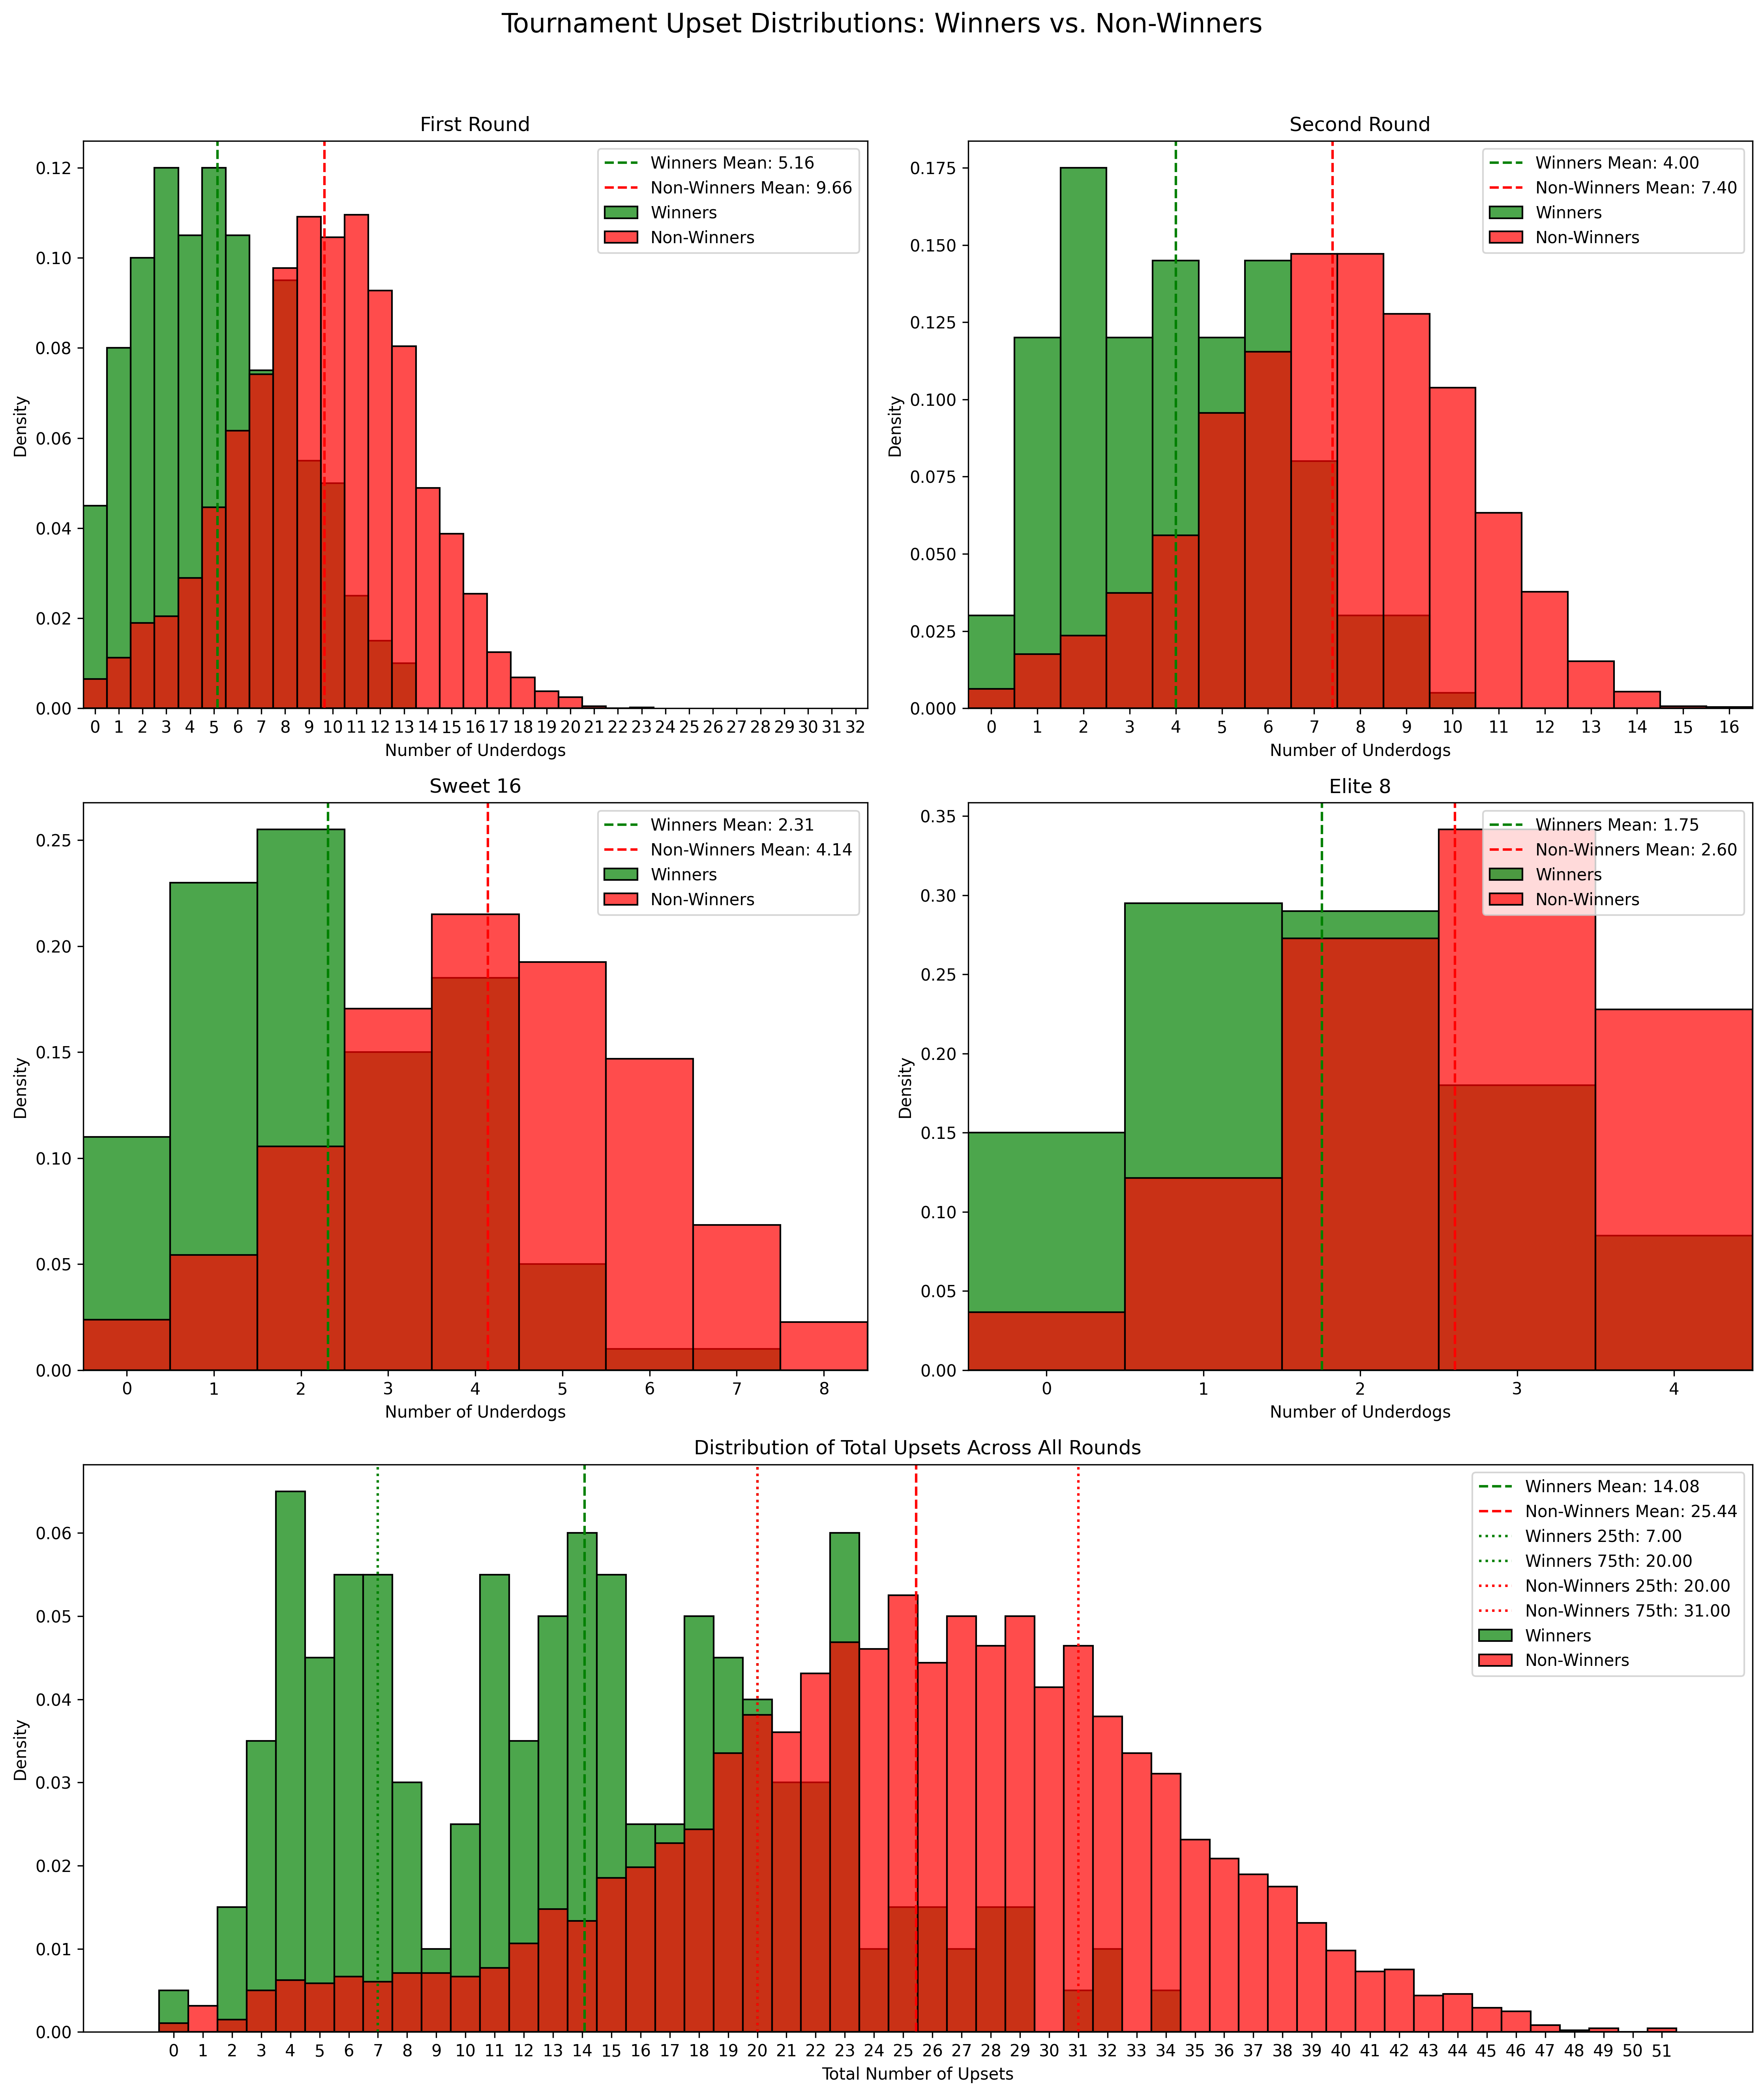 Tournament Upset Distributions: Winners vs. Non-Winners
First Round
Winners Mean: 5.16
Non-Winners Mean: 9.66
Winners
Non-Winners
Density
0.12
0.10
0.08
0.06
0.04
0.02
0.00
0 1 2 3 4 5 6 7 8 9 10 11 12 13 14 15 16 17 18 19 20 21 22 23 24 25 26 27 28 29 30 31 32
Number of Underdogs
Second Round
Winners Mean: 4.00
Non-Winners Mean: 7.40
Winners
Non-Winners
Density
0.175
0.150
0.125
0.100
0.075
0.050
0.025
0.000
0 1 2 3 4 5 6 7 8 9 10 11 12 13 14 15 16
Number of Underdogs
Sweet 16
Winners Mean: 2.31
Non-Winners Mean: 4.14
Winners
Non-Winners
Density
0.25
0.20
0.15
0.10
0.05
0.00
0 1 2 3 4 5 6 7 8
Number of Underdogs
Elite 8
Winners Mean: 1.75
Non-Winners Mean: 2.60
Winners
Non-Winners
Density
0.35
0.30
0.25
0.20
0.15
0.10
0.05
0.00
0 1 2 3 4
Number of Underdogs
Distribution of Total Upsets Across All Rounds
Winners Mean: 14.08
Non-Winners Mean: 25.44
Winners 25th: 7.00
Winners 75th: 20.00
Non-Winners 25th: 20.00
Non-Winners 75th: 31.00
Winners
Non-Winners
Density
0.06
0.05
0.04
0.03
0.02
0.01
0.00
0 1 2 3 4 5 6 7 8 9 10 11 12 13 14 15 16 17 18 19 20 21 22 23 24 25 26 27 28 29 30 31 32 33 34 35 36 37 38 39 40 41 42 43 44 45 46 47 48 49 50 51
Total Number of Upsets